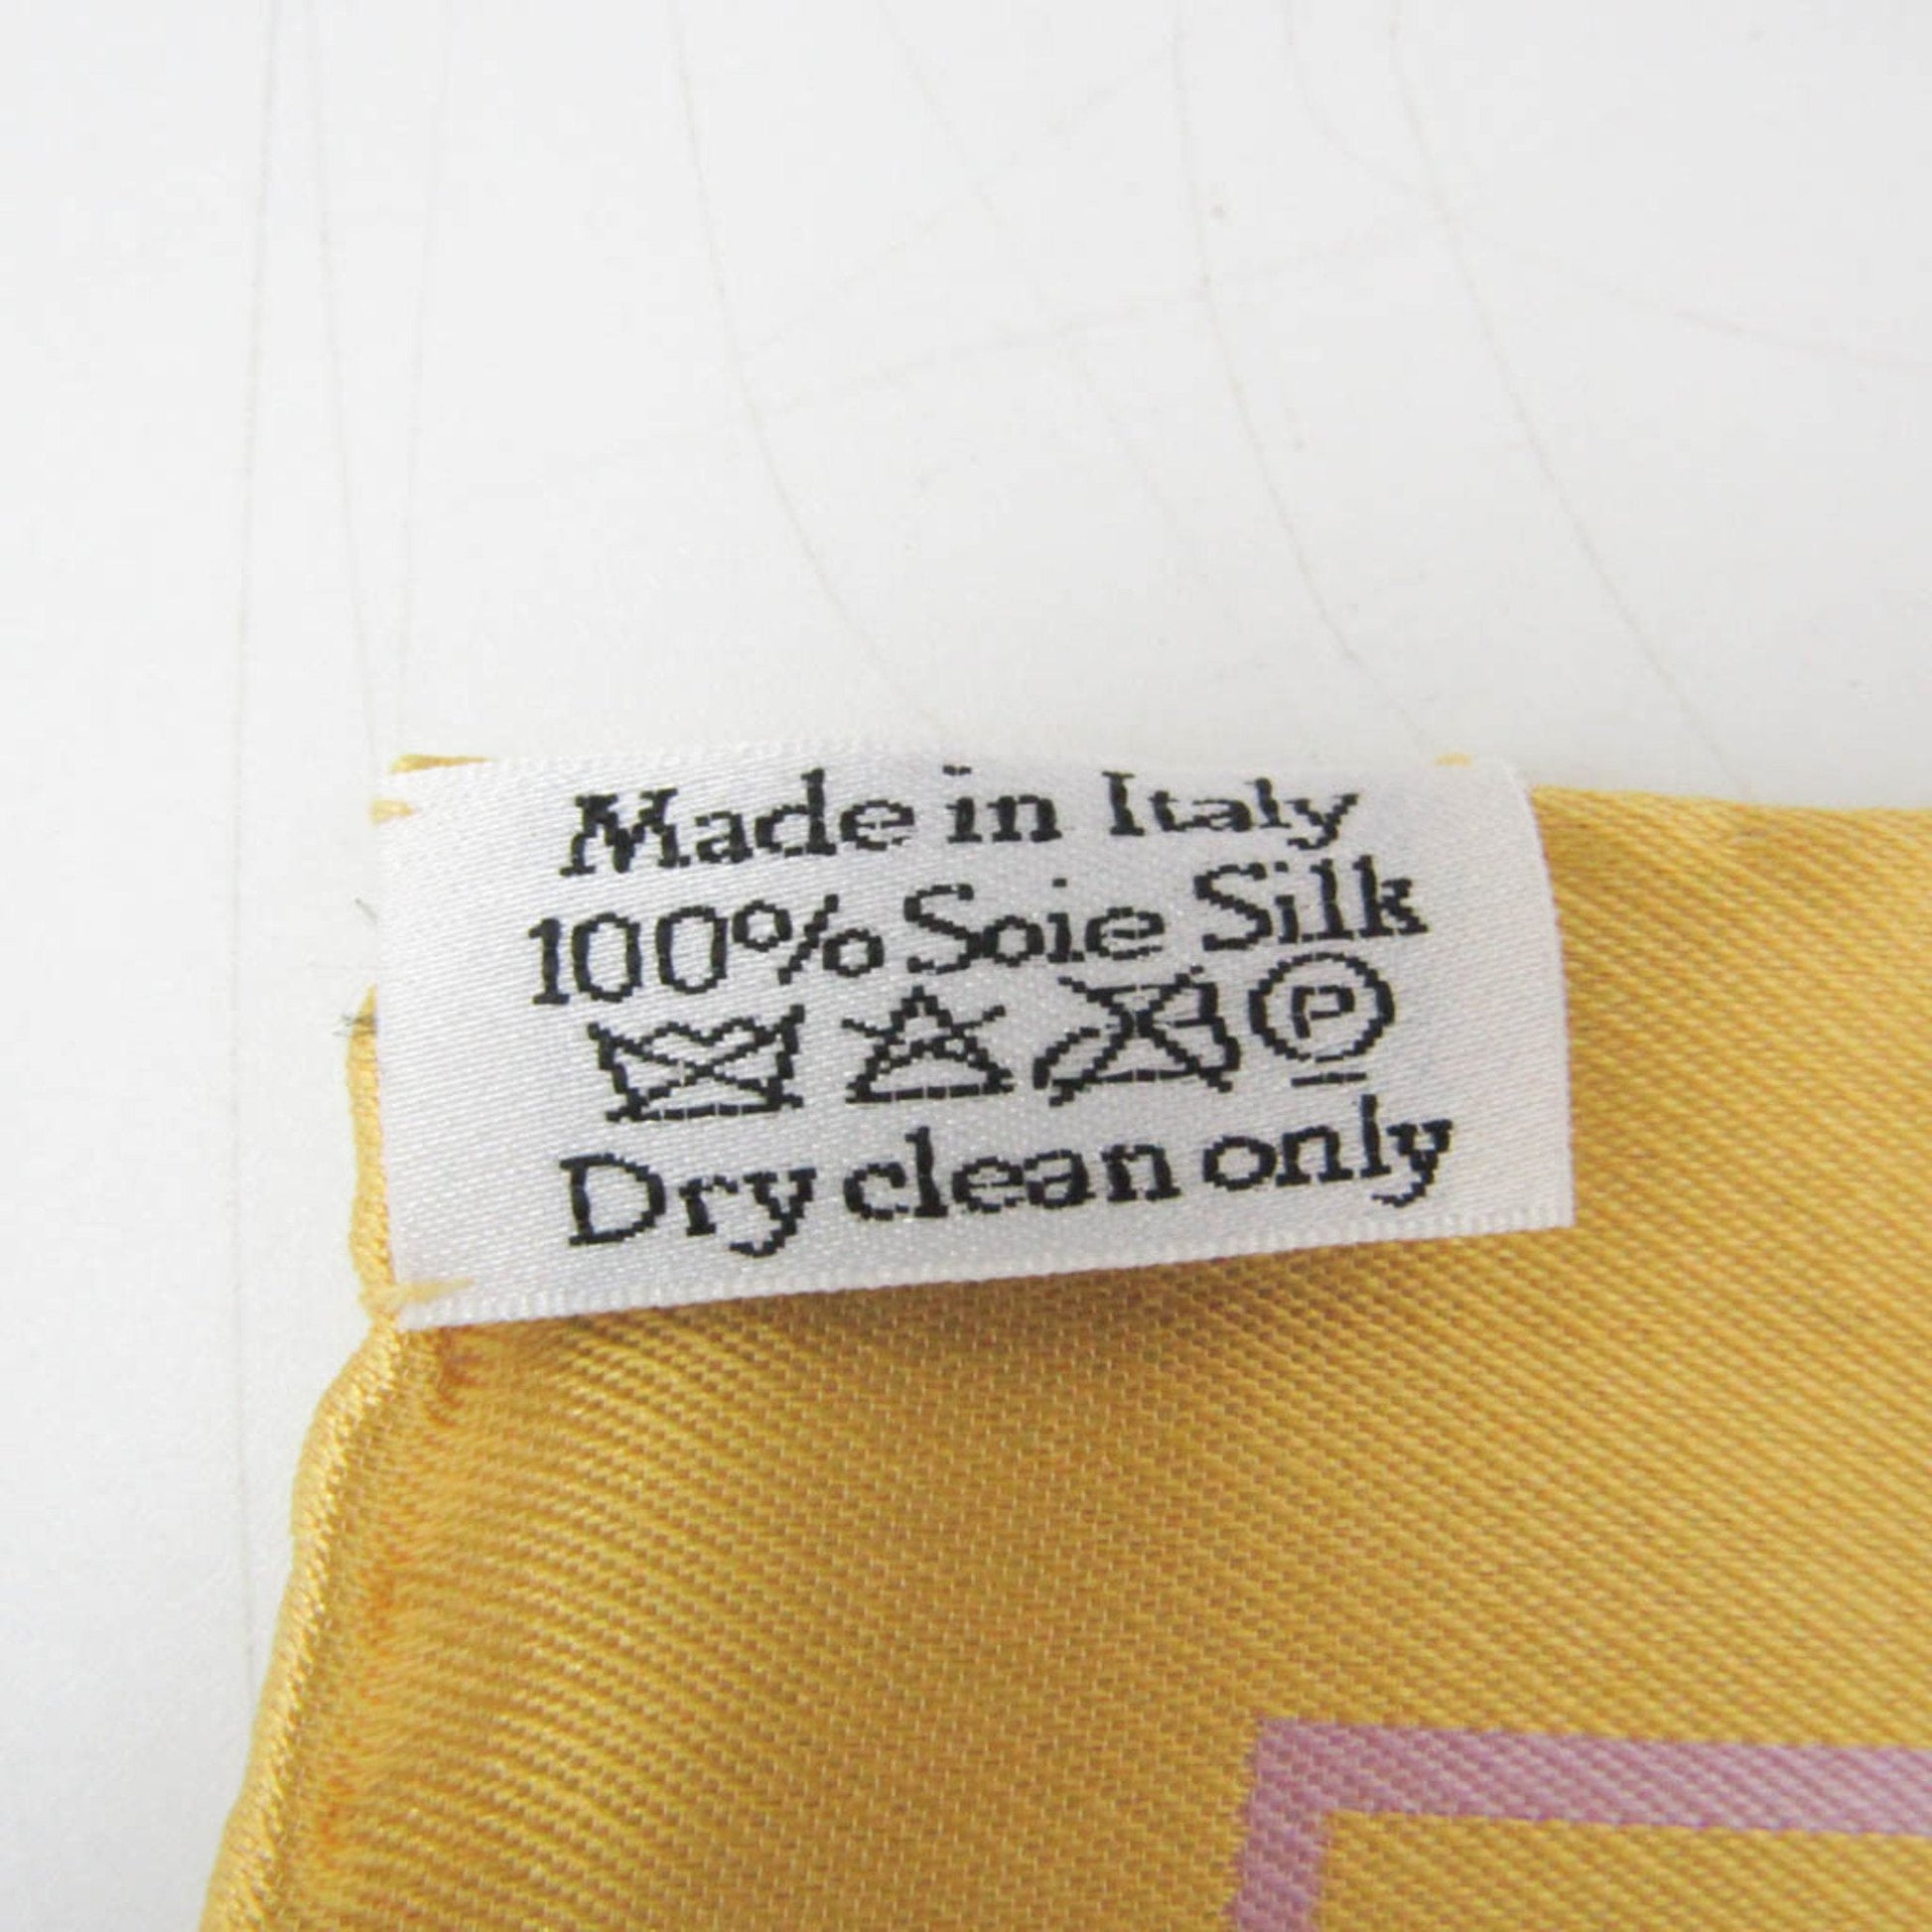 Made in Italy
100% Soie Silk
P
Dry clean only